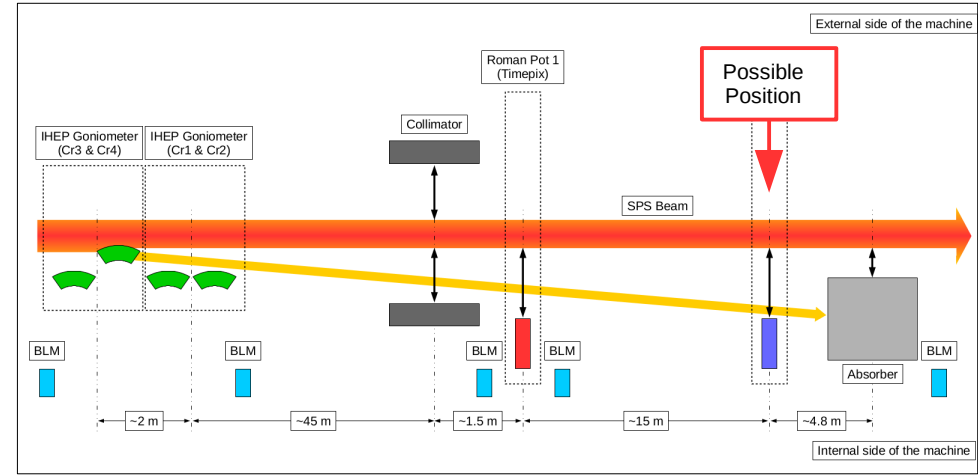 External side of the machine
Roman Pot 1
(Timepix)
Possible
Position
Collimator
IHEP Goniometer
(Cr3 & Cr4)
IHEP Goniometer
(Cr1 & Cr2)
SPS Beam
BLM
BLM
BLM
BLM
BLM
Absorber
~2 m
~45 m
~1.5 m
~15 m
~4.8 m
Internal side of the machine